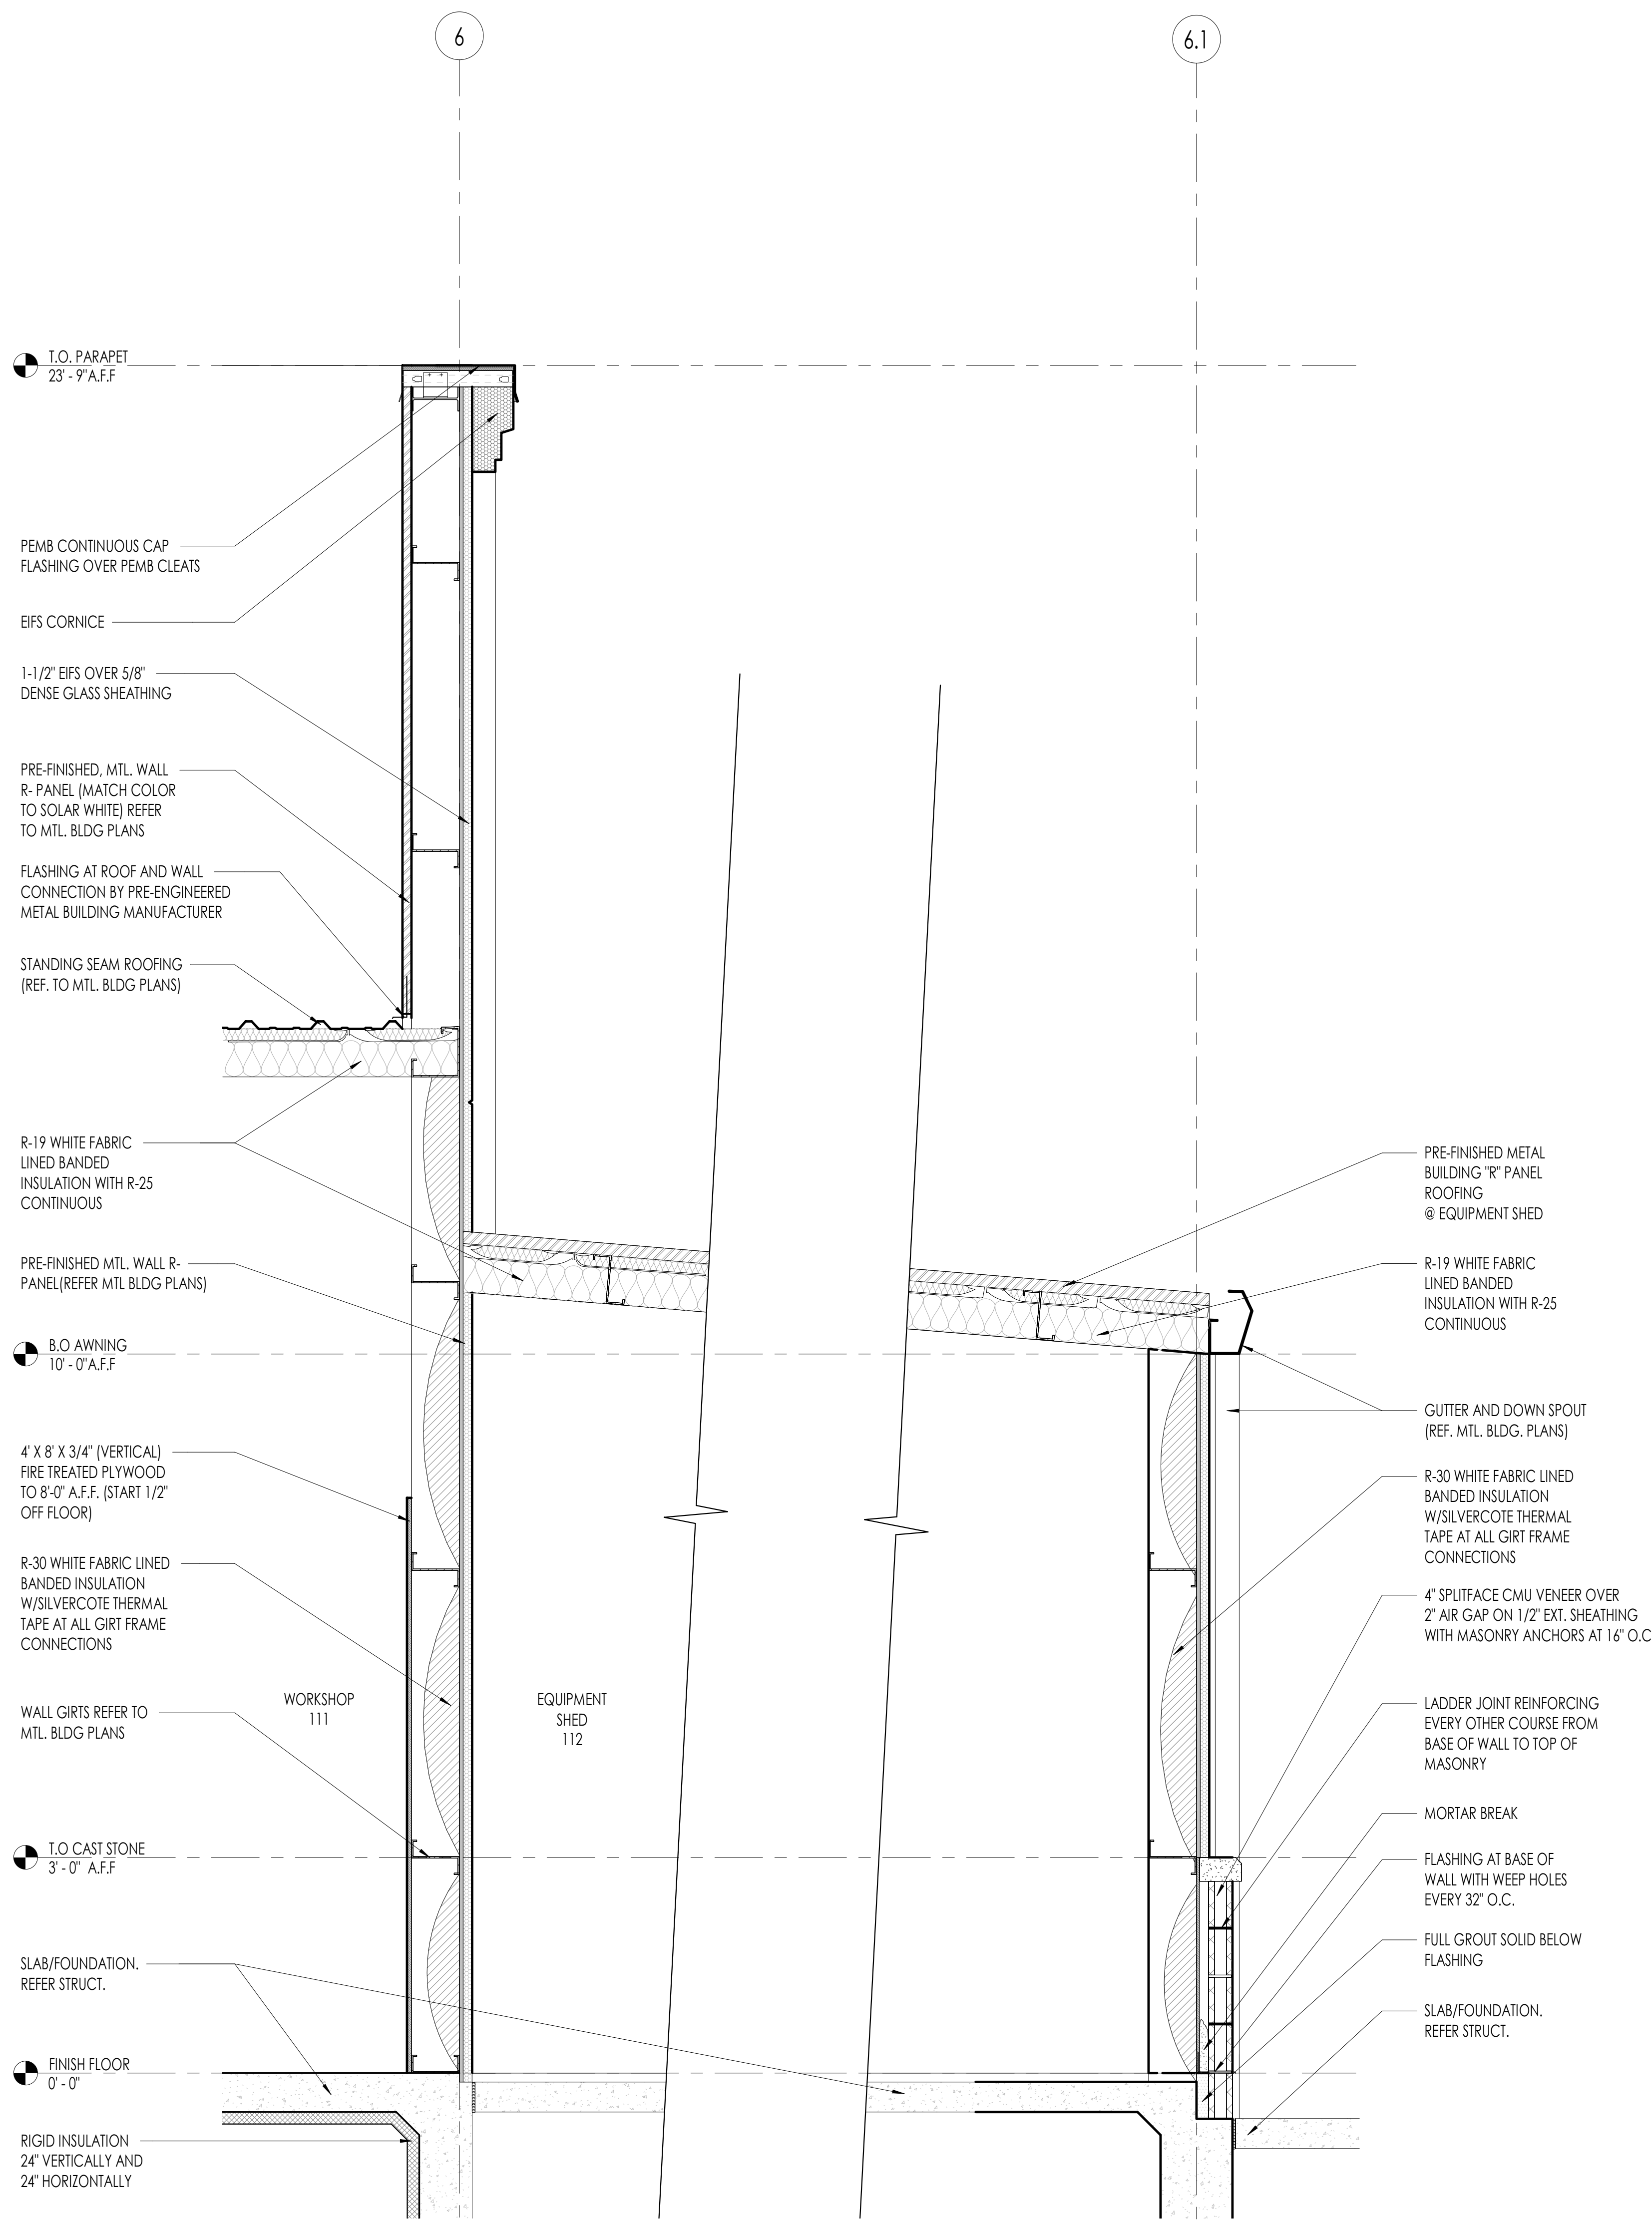 6
6.1
T.O. PARAPET
23' - 9"A.F.F
PEMB CONTINUOUS CAP
FLASHING OVER PEMB CLEATS
EIFS CORNICE
1-1/2" EIFS OVER 5/8"
DENSE GLASS SHEATHING
PRE-FINISHED, MTL. WALL
R- PANEL (MATCH COLOR
TO SOLAR WHITE) REFER
TO MTL. BLDG PLANS
FLASHING AT ROOF AND WALL
CONNECTION BY PRE-ENGINEERED
METAL BUILDING MANUFACTURER
STANDING SEAM ROOFING
(REF. TO MTL. BLDG PLANS)
R-19 WHITE FABRIC
LINED BANDED
INSULATION WITH R-25
CONTINUOUS
PRE-FINISHED MTL. WALL R-
PANEL(REFER MTL BLDG PLANS)
B.O AWNING
10' - 0"A.F.F
4' X 8' X 3/4" (VERTICAL)
FIRE TREATED PLYWOOD
TO 8'-0" A.F.F. (START 1/2"
OFF FLOOR)
R-30 WHITE FABRIC LINED
BANDED INSULATION
W/SILVERCOTE THERMAL
TAPE AT ALL GIRT FRAME
CONNECTIONS
WALL GIRTS REFER TO
MTL. BLDG PLANS
T.O CAST STONE
3' - 0" A.F.F
SLAB/FOUNDATION.
REFER STRUCT.
FINISH FLOOR
0' - 0"
RIGID INSULATION
24" VERTICALLY AND
24" HORIZONTALLY
WORKSHOP
111
EQUIPMENT
SHED
112
PRE-FINISHED METAL
BUILDING "R" PANEL
ROOFING
@ EQUIPMENT SHED
R-19 WHITE FABRIC
LINED BANDED
INSULATION WITH R-25
CONTINUOUS
GUTTER AND DOWN SPOUT
(REF. MTL. BLDG. PLANS)
R-30 WHITE FABRIC LINED
BANDED INSULATION
W/SILVERCOTE THERMAL
TAPE AT ALL GIRT FRAME
CONNECTIONS
4" SPLITFACE CMU VENEER OVER
2" AIR GAP ON 1/2" EXT. SHEATHING
WITH MASONRY ANCHORS AT 16" O.C
LADDER JOINT REINFORCING
EVERY OTHER COURSE FROM
BASE OF WALL TO TOP OF
MASONRY
MORTAR BREAK
FLASHING AT BASE OF
WALL WITH WEEP HOLES
EVERY 32" O.C.
FULL GROUT SOLID BELOW
FLASHING
SLAB/FOUNDATION.
REFER STRUCT.